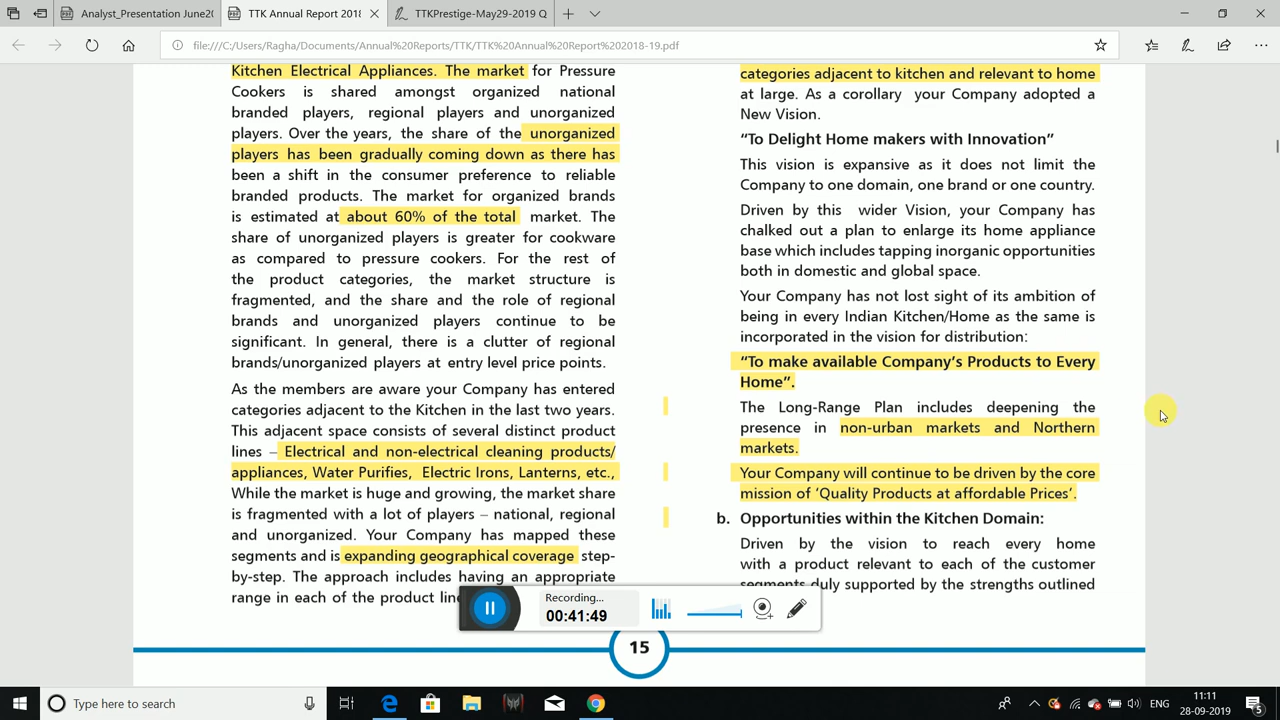 Analyst_Presentation June20
TTK Annual Report 2018
TTKPrestige-May29-2019 Q
file:///C:/Users/Ragha/Documents/Annual%20Reports/TTK/TTK%20Annual%20Report%202018-19.pdf
Kitchen Electrical Appliances. The market for Pressure
Cookers is shared amongst organized national
branded players, regional players and unorganized
players. Over the years, the share of the unorganized
players has been gradually coming down as there has
been a shift in the consumer preference to reliable
branded products. The market for organized brands
is estimated at about 60% of the total market. The
share of unorganized players is greater for cookware
as compared to pressure cookers. For the rest of
the product categories, the market structure is
fragmented, and the share and the role of regional
brands and unorganized players continue to be
significant. In general, there is a clutter of regional
brands/unorganized players at entry level price points.
As the members are aware your Company has entered
categories adjacent to the Kitchen in the last two years.
This adjacent space consists of several distinct product
lines – Electrical and non-electrical cleaning products/
appliances, Water Purifies, Electric Irons, Lanterns, etc.,
While the market is huge and growing, the market share
is fragmented with a lot of players – national, regional
and unorganized. Your Company has mapped these
segments and is expanding geographical coverage step-
by-step. The approach includes having an appropriate
range in each of the product line
categories adjacent to kitchen and relevant to home
at large. As a corollary your Company adopted a
New Vision.
“To Delight Home makers with Innovation”
This vision is expansive as it does not limit the
Company to one domain, one brand or one country.
Driven by this wider Vision, your Company has
chalked out a plan to enlarge its home appliance
base which includes tapping inorganic opportunities
both in domestic and global space.
Your Company has not lost sight of its ambition of
being in every Indian Kitchen/Home as the same is
incorporated in the vision for distribution:
“To make available Company’s Products to Every
Home”.
The Long-Range Plan includes deepening the
presence in non-urban markets and Northern
markets.
Your Company will continue to be driven by the core
mission of ‘Quality Products at affordable Prices’.
b. Opportunities within the Kitchen Domain:
Driven by the vision to reach every home
with a product relevant to each of the customer
segments duly supported by the strengths outlined
Recording...
00:41:49
15
Type here to search
ENG
11:11
28-09-2019
5